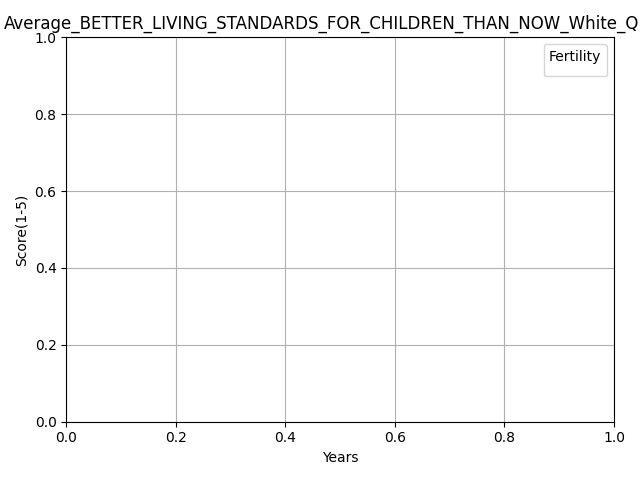 Average_BETTER_LIVING_STANDARDS_FOR_CHILDREN_THAN_NOW_White_Q
Fertility
1.0
0.8
0.6
0.4
0.2
0.0
Score(1-5)
0.0 0.2 0.4 0.6 0.8 1.0
Years